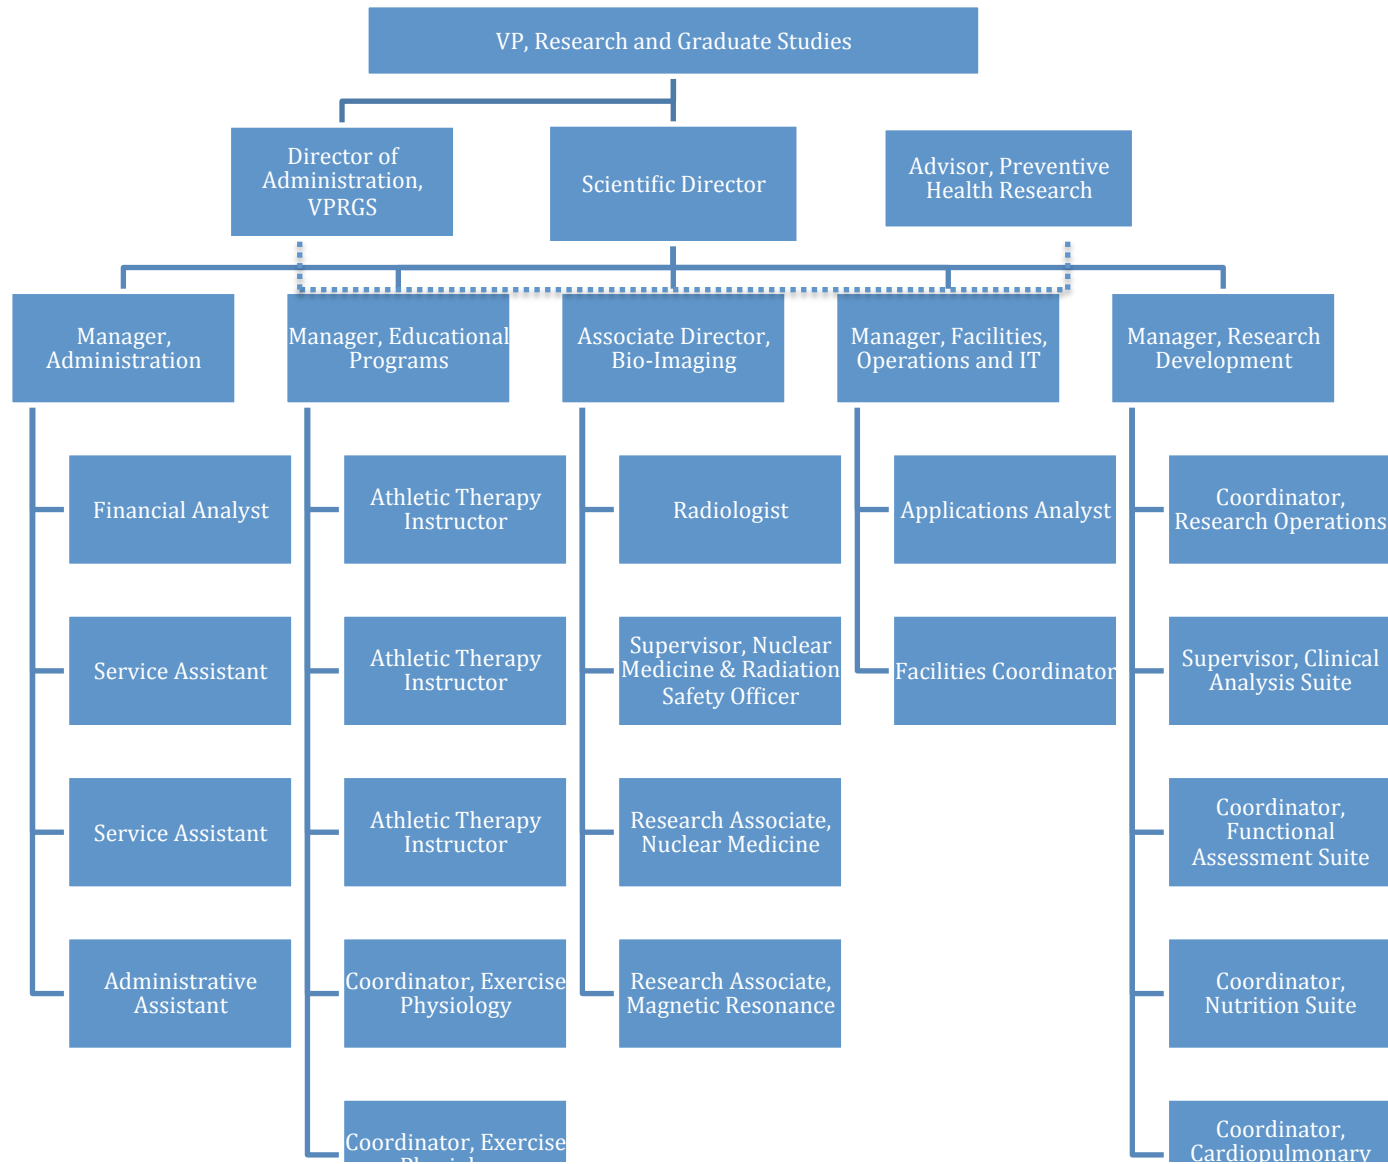 VP, Research and Graduate Studies
Director of
Administration,
VPRGS
Scientific Director
Advisor, Preventive
Health Research
Manager,
Administration
Manager, Educational
Programs
Associate Director,
Bio-Imaging
Manager, Facilities,
Operations and IT
Manager, Research
Development
Financial Analyst
Service Assistant
Service Assistant
Administrative
Assistant
Athletic Therapy
Instructor
Athletic Therapy
Instructor
Athletic Therapy
Instructor
Coordinator, Exercise
Physiology
Coordinator, Exercise
Radiologist
Supervisor, Nuclear
Medicine & Radiation
Safety Officer
Research Associate,
Nuclear Medicine
Research Associate,
Magnetic Resonance
Applications Analyst
Facilities Coordinator
Coordinator,
Research Operations
Supervisor, Clinical
Analysis Suite
Coordinator,
Functional
Assessment Suite
Coordinator,
Nutrition Suite
Coordinator,
Cardiopulmonary